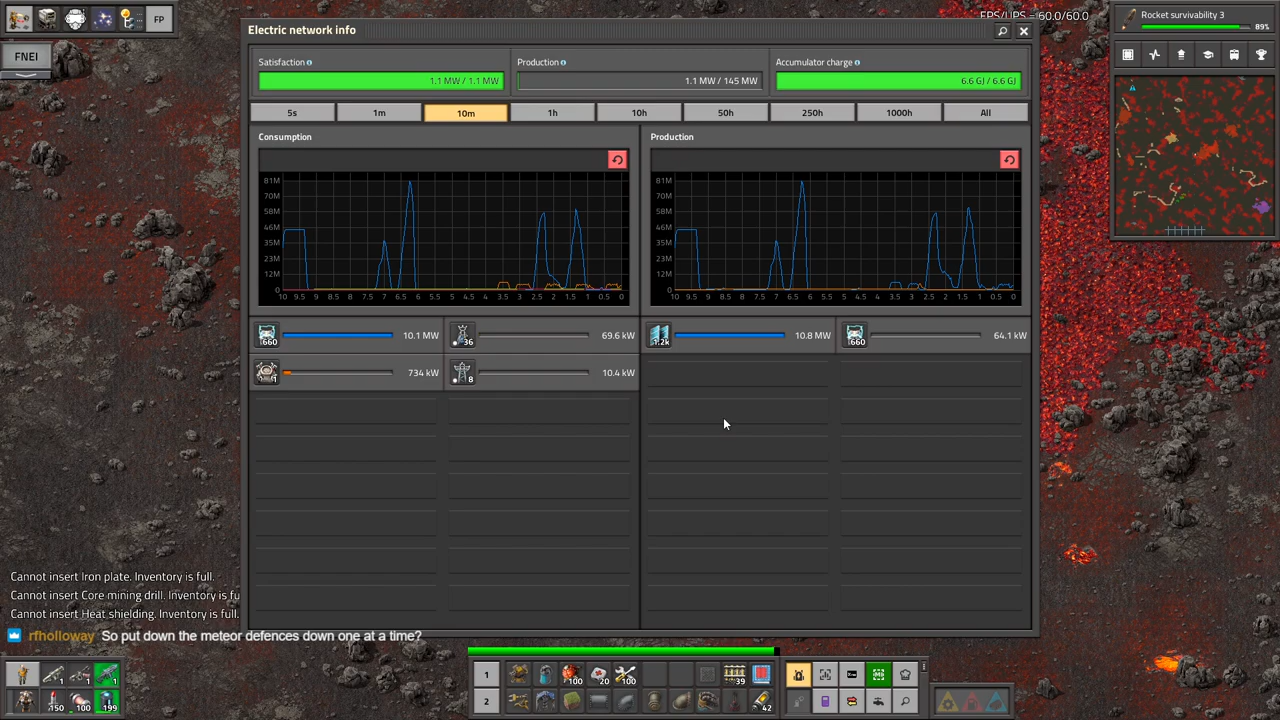 FP
FNEI
FPS/UPS = 60.0/60.0
Rocket survivability 3
89%
Electric network info
Satisfaction
Production
Accumulator charge
1.1 MW / 1.1 MW
1.1 MW / 145 MW
6.6 GJ / 6.6 GJ
5s 1m 10m 1h 10h 50h 250h 1000h All
Consumption
Production
81M
70M
58M
46M
35M
23M
12M
0
10 9.5 9 8.5 8 7.5 7 6.5 6 5.5 5 4.5 4 3.5 3 2.5 2 1.5 1 0.5 0
81M
70M
58M
46M
35M
23M
12M
0
10 9.5 9 8.5 8 7.5 7 6.5 6 5.5 5 4.5 4 3.5 3 2.5 2 1.5 1 0.5 0
660 10.1 MW
36 69.6 kW
1.2k 10.8 MW
660 64.1 kW
1 734 kW
8 10.4 kW
Cannot insert Iron plate. Inventory is full.
Cannot insert Core mining drill. Inventory is fu
Cannot insert Heat shielding. Inventory is full.
rfholloway So put down the meteor defences down one at a time?
1 1 1
150 100 199
1
100 20 100 39
2
42